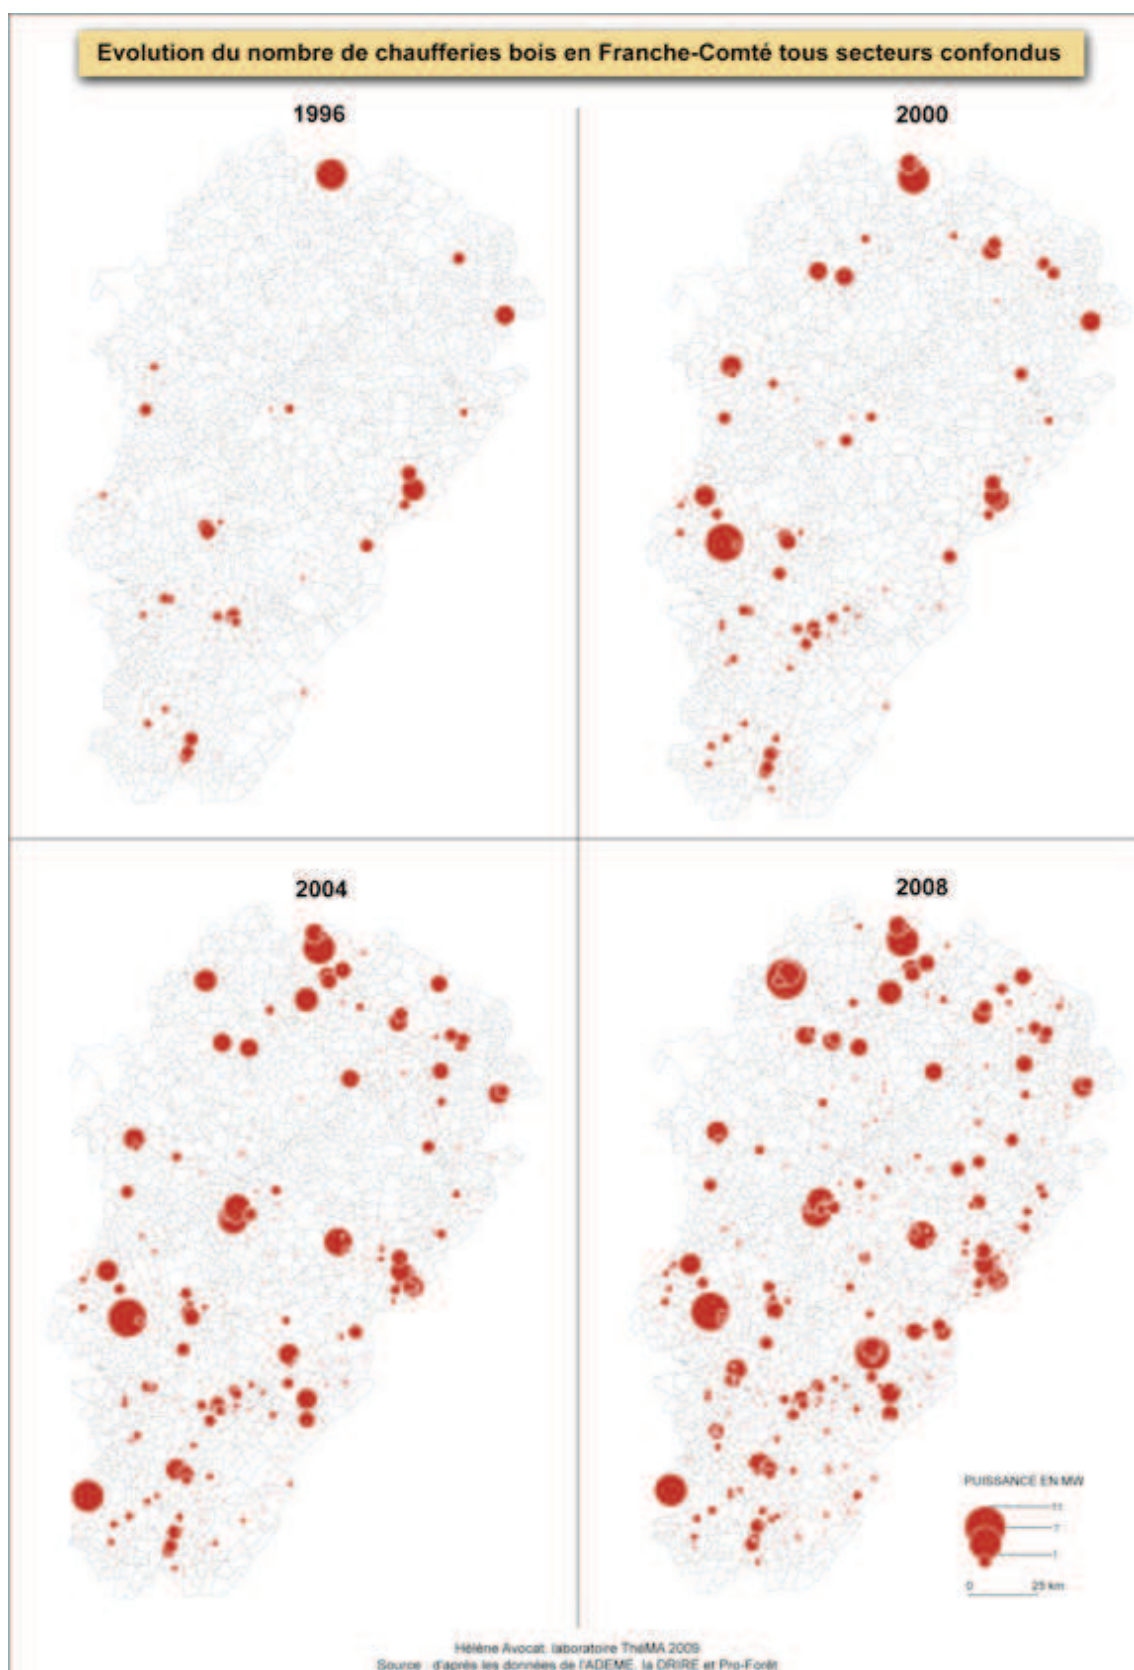 Evolution du nombre de chaufferies bois en Franche-Comté tous secteurs confondus
1996
2000
2004
2008
PUISSANCE EN MW
11
7
1
0 25 km
Hélène Avocat, laboratoire ThéMA 2009
Source : d'après les données de l'ADEME, la DRIRE et Pro-Forêt